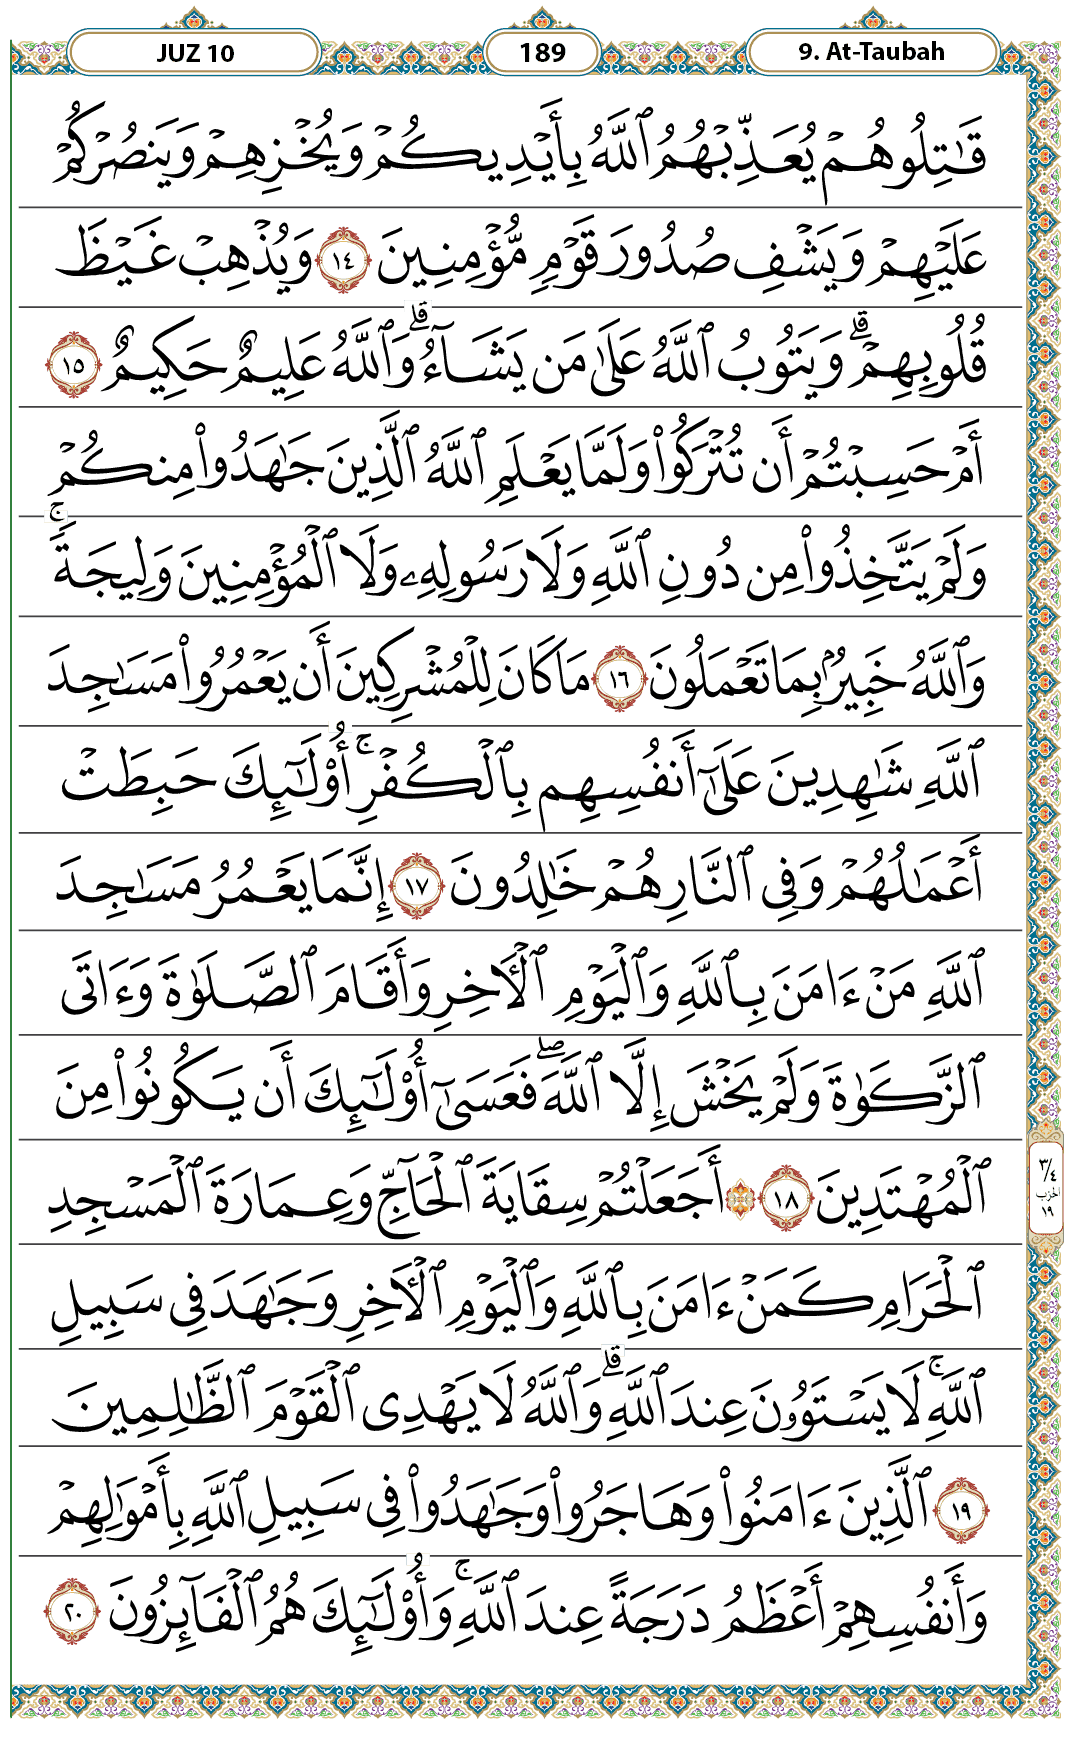 JUZ 10 189 9. At-Taubah
قَٰتِلُوهُمْ يُعَذِّبْهُمُ ٱللَّهُ بِأَيْدِيكُمْ وَيُخْزِهِمْ وَيَنصُرْكُمْ
عَلَيْهِمْ وَيَشْفِ صُدُورَ قَوْمٍ مُّؤْمِنِينَ ١٤ وَيُذْهِبْ غَيْظَ
قُلُوبِهِمْ ۗ وَيَتُوبُ ٱللَّهُ عَلَىٰ مَن يَشَآءُ ۗ وَٱللَّهُ عَلِيمٌ حَكِيمٌ ١٥
أَمْ حَسِبْتُمْ أَن تُتْرَكُوا۟ وَلَمَّا يَعْلَمِ ٱللَّهُ ٱلَّذِينَ جَٰهَدُوا۟ مِنكُمْ
وَلَمْ يَتَّخِذُوا۟ مِن دُونِ ٱللَّهِ وَلَا رَسُولِهِۦ وَلَا ٱلْمُؤْمِنِينَ وَلِيجَةً ۚ
وَٱللَّهُ خَبِيرٌۢ بِمَا تَعْمَلُونَ ١٦ مَا كَانَ لِلْمُشْرِكِينَ أَن يَعْمُرُوا۟ مَسَٰجِدَ
ٱللَّهِ شَٰهِدِينَ عَلَىٰٓ أَنفُسِهِم بِٱلْكُفْرِ ۚ أُو۟لَٰٓئِكَ حَبِطَتْ
أَعْمَٰلُهُمْ وَفِى ٱلنَّارِ هُمْ خَٰلِدُونَ ١٧ إِنَّمَا يَعْمُرُ مَسَٰجِدَ
ٱللَّهِ مَنْ ءَامَنَ بِٱللَّهِ وَٱلْيَوْمِ ٱلْـَٔاخِرِ وَأَقَامَ ٱلصَّلَوٰةَ وَءَاتَى
ٱلزَّكَوٰةَ وَلَمْ يَخْشَ إِلَّا ٱللَّهَ ۖ فَعَسَىٰٓ أُو۟لَٰٓئِكَ أَن يَكُونُوا۟ مِنَ
ٱلْمُهْتَدِينَ ١٨ ۞ أَجَعَلْتُمْ سِقَايَةَ ٱلْحَآجِّ وَعِمَارَةَ ٱلْمَسْجِدِ
٣/٤ الحزب ١٩
ٱلْحَرَامِ كَمَنْ ءَامَنَ بِٱللَّهِ وَٱلْيَوْمِ ٱلْـَٔاخِرِ وَجَٰهَدَ فِى سَبِيلِ
ٱللَّهِ ۚ لَا يَسْتَوُۥنَ عِندَ ٱللَّهِ ۗ وَٱللَّهُ لَا يَهْدِى ٱلْقَوْمَ ٱلظَّٰلِمِينَ
١٩ ٱلَّذِينَ ءَامَنُوا۟ وَهَاجَرُوا۟ وَجَٰهَدُوا۟ فِى سَبِيلِ ٱللَّهِ بِأَمْوَٰلِهِمْ
وَأَنفُسِهِمْ أَعْظَمُ دَرَجَةً عِندَ ٱللَّهِ ۚ وَأُو۟لَٰٓئِكَ هُمُ ٱلْفَآئِزُونَ ٢٠